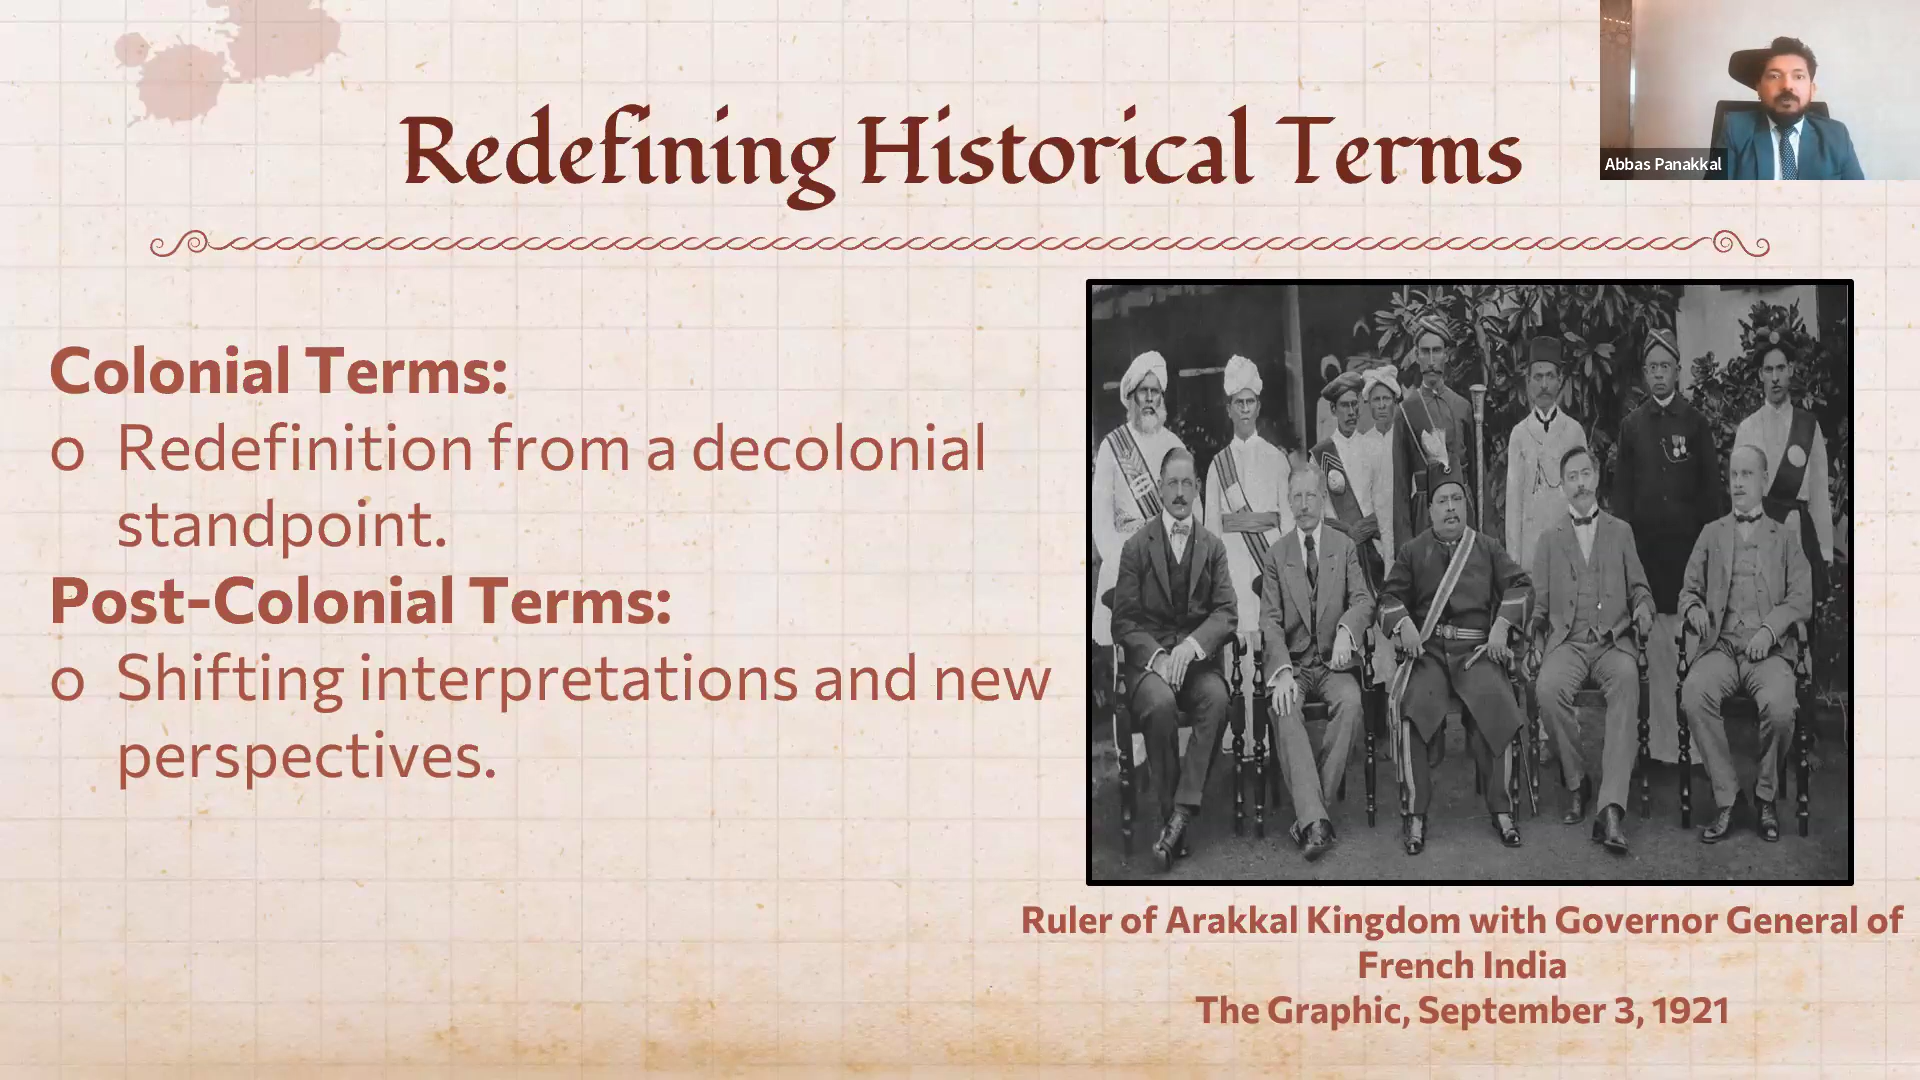 Redefining Historical Terms
Abbas Panakkal
Colonial Terms:
o Redefinition from a decolonial
standpoint.
Post-Colonial Terms:
o Shifting interpretations and new
perspectives.
Ruler of Arakkal Kingdom with Governor General of
French India
The Graphic, September 3, 1921